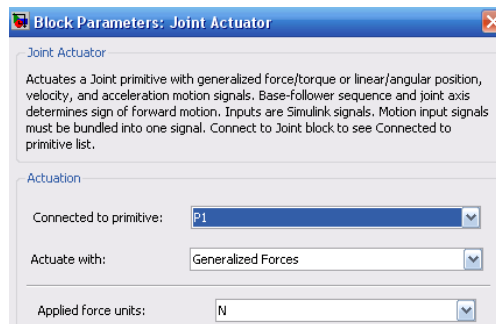 Block Parameters: Joint Actuator
Joint Actuator
Actuates a Joint primitive with generalized force/torque or linear/angular position,
velocity, and acceleration motion signals. Base-follower sequence and joint axis
determines sign of forward motion. Inputs are Simulink signals. Motion input signals
must be bundled into one signal. Connect to Joint block to see Connected to
primitive list.
Actuation
Connected to primitive: P1
Actuate with: Generalized Forces
Applied force units: N